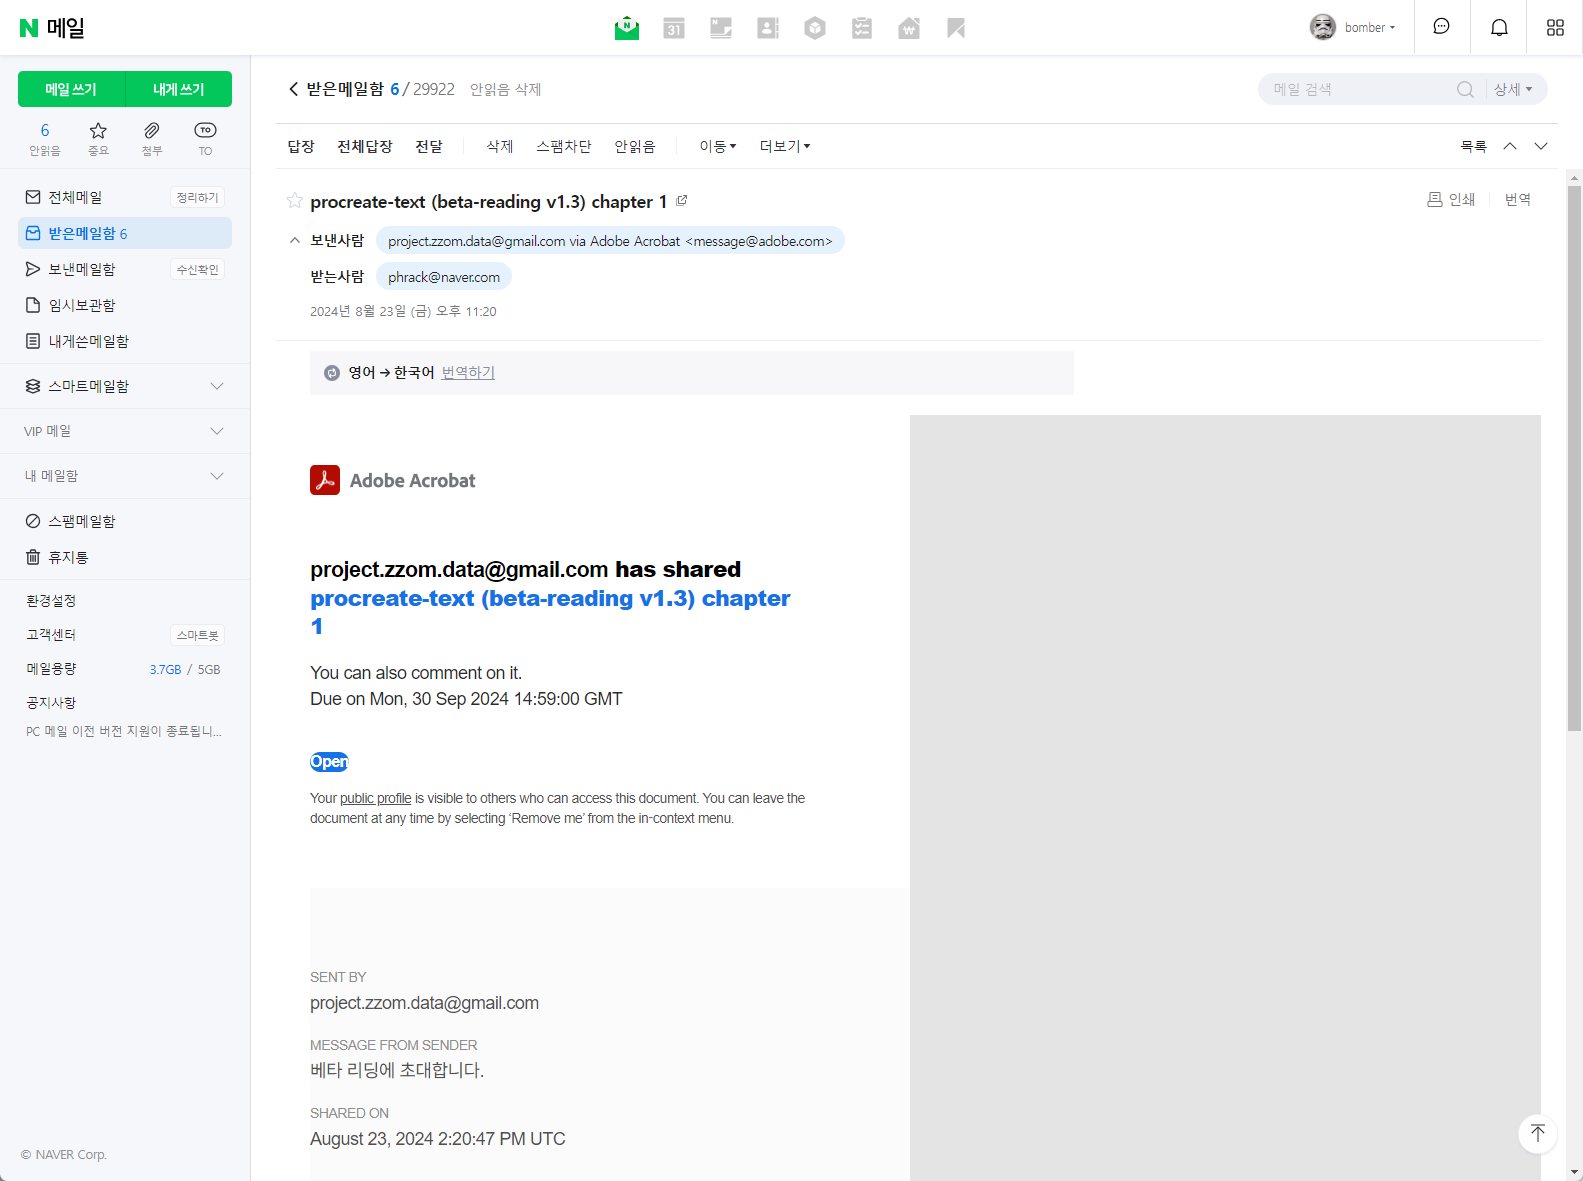 N 메일
31
N
₩
bomber
메일 쓰기
내게 쓰기
6
안읽음
중요
첨부
TO
TO
전체메일
정리하기
받은메일함 6
보낸메일함
수신확인
임시보관함
내게쓴메일함
스마트메일함
VIP 메일
내 메일함
스팸메일함
휴지통
환경설정
고객센터
스마트봇
메일용량
3.7GB / 5GB
공지사항
PC 메일 이전 버전 지원이 종료됩니...
© NAVER Corp.
받은메일함 6 / 29922 안읽음 삭제
메일 검색
상세
답장 전체답장 전달 삭제 스팸차단 안읽음 이동 더보기
목록
procreate-text (beta-reading v1.3) chapter 1
인쇄 번역
보낸사람 project.zzom.data@gmail.com via Adobe Acrobat <message@adobe.com>
받는사람 phrack@naver.com
2024년 8월 23일 (금) 오후 11:20
영어 → 한국어 번역하기
Adobe Acrobat
project.zzom.data@gmail.com has shared
procreate-text (beta-reading v1.3) chapter
1
You can also comment on it.
Due on Mon, 30 Sep 2024 14:59:00 GMT
Open
Your public profile is visible to others who can access this document. You can leave the
document at any time by selecting ‘Remove me’ from the in-context menu.
SENT BY
project.zzom.data@gmail.com
MESSAGE FROM SENDER
베타 리딩에 초대합니다.
SHARED ON
August 23, 2024 2:20:47 PM UTC